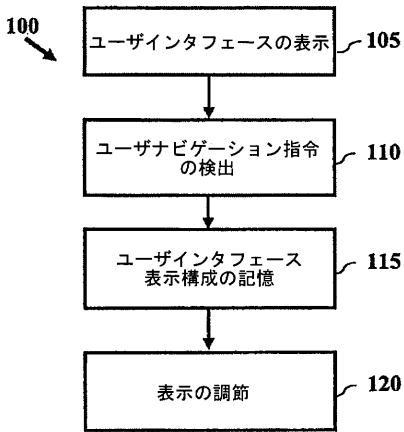 100
ユーザインタフェースの表示
105
ユーザナビゲーション指令
の検出
110
ユーザインタフェース
表示構成の記憶
115
表示の調節
120